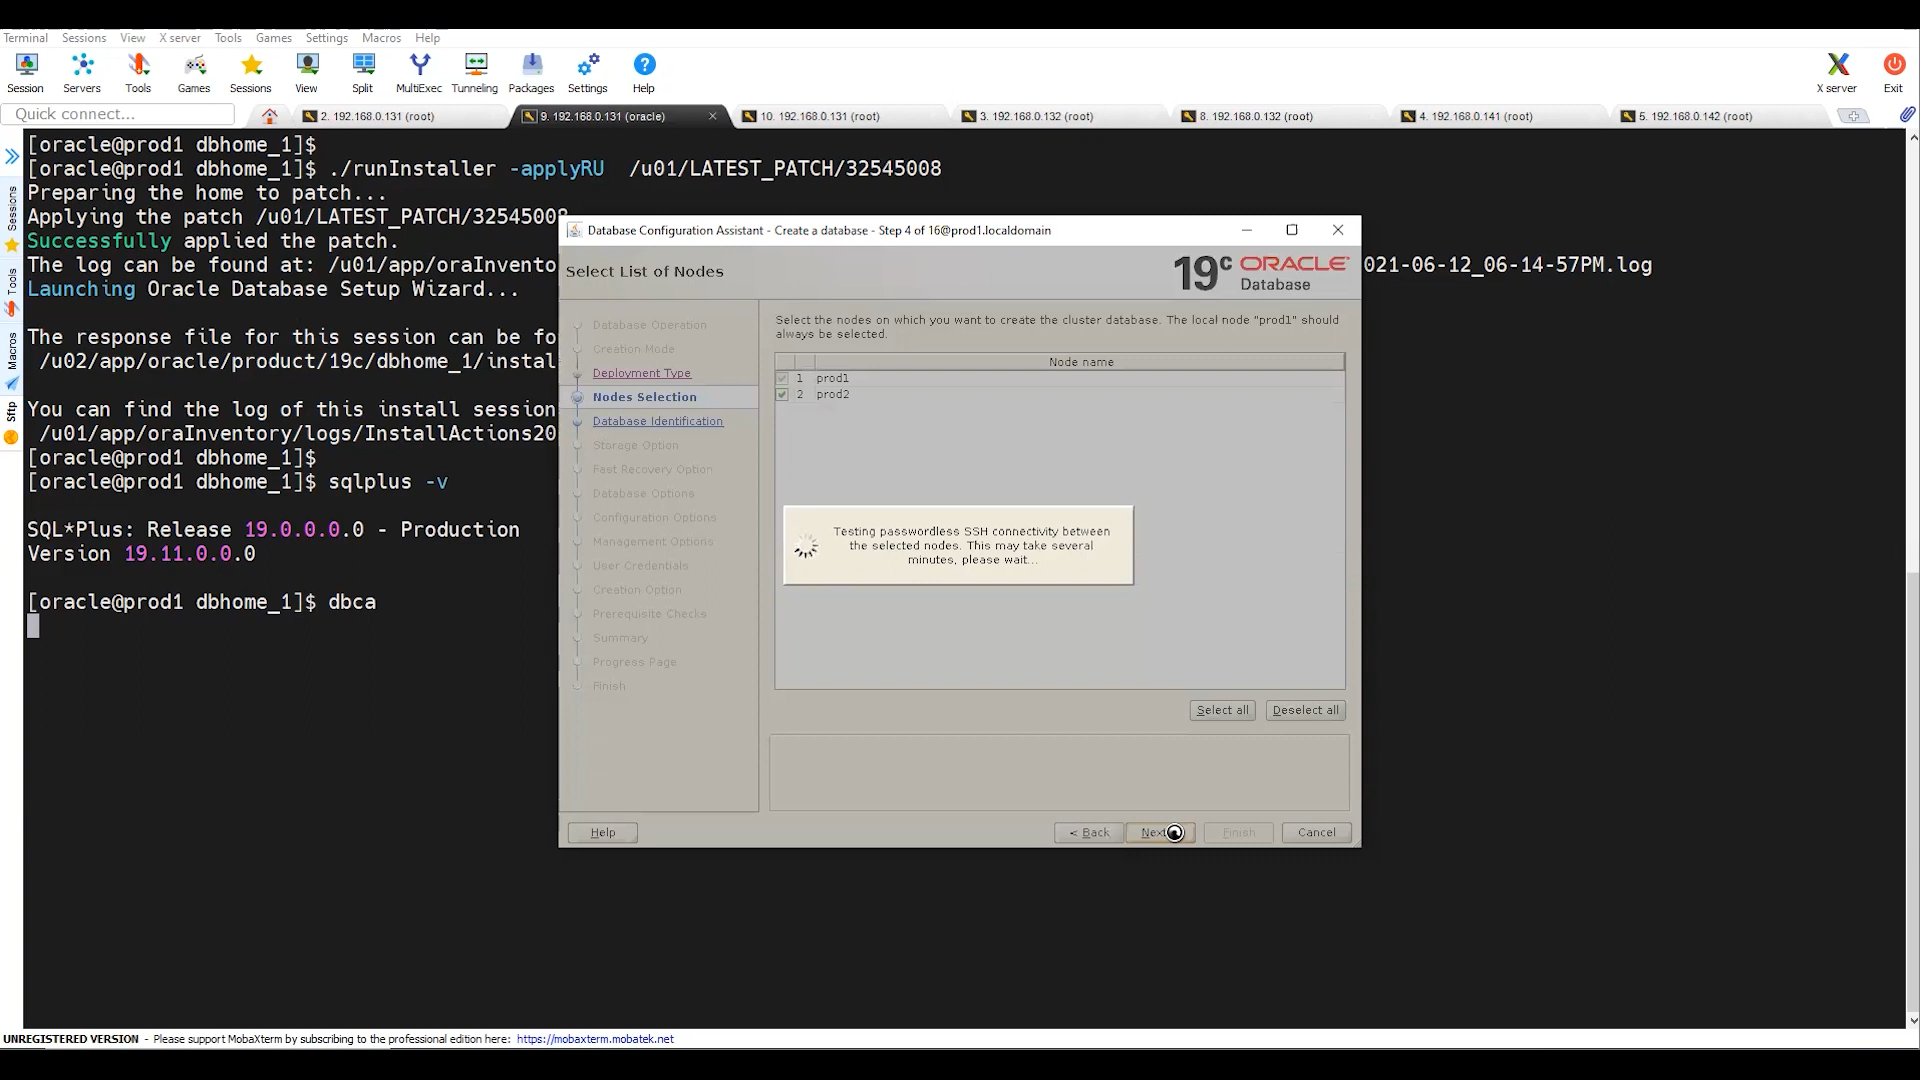 Terminal Sessions View X server Tools Games Settings Macros Help
Session Servers Tools Games Sessions View Split MultiExec Tunneling Packages Settings Help X server Exit
Quick connect... 2. 192.168.0.131 (root) 9. 192.168.0.131 (oracle) 10. 192.168.0.131 (root) 3. 192.168.0.132 (root) 8. 192.168.0.132 (root) 4. 192.168.0.141 (root) 5. 192.168.0.142 (root)
Sessions
Tools
Macros
Sftp
[oracle@prod1 dbhome_1]$
[oracle@prod1 dbhome_1]$ ./runInstaller -applyRU  /u01/LATEST_PATCH/32545008
Preparing the home to patch...
Applying the patch /u01/LATEST_PATCH/32545008
Successfully applied the patch.
The log can be found at: /u01/app/oraInvento 021-06-12_06-14-57PM.log
Launching Oracle Database Setup Wizard...
The response file for this session can be fo
/u02/app/oracle/product/19c/dbhome_1/instal
You can find the log of this install session
/u01/app/oraInventory/logs/InstallActions20
[oracle@prod1 dbhome_1]$
[oracle@prod1 dbhome_1]$ sqlplus -v
SQL*Plus: Release 19.0.0.0.0 - Production
Version 19.11.0.0.0
[oracle@prod1 dbhome_1]$ dbca
Database Configuration Assistant - Create a database - Step 4 of 16@prod1.localdomain
Select List of Nodes
19c ORACLE
Database
Database Operation
Creation Mode
Deployment Type
Nodes Selection
Database Identification
Storage Option
Fast Recovery Option
Database Options
Configuration Options
Management Options
User Credentials
Creation Option
Prerequisite Checks
Summary
Progress Page
Finish
Select the nodes on which you want to create the cluster database. The local node "prod1" should
always be selected.
Node name
1 prod1
2 prod2
Testing passwordless SSH connectivity between
the selected nodes. This may take several
minutes, please wait...
Select all Deselect all
Help < Back Next Finish Cancel
UNREGISTERED VERSION - Please support MobaXterm by subscribing to the professional edition here: https://mobaxterm.mobatek.net